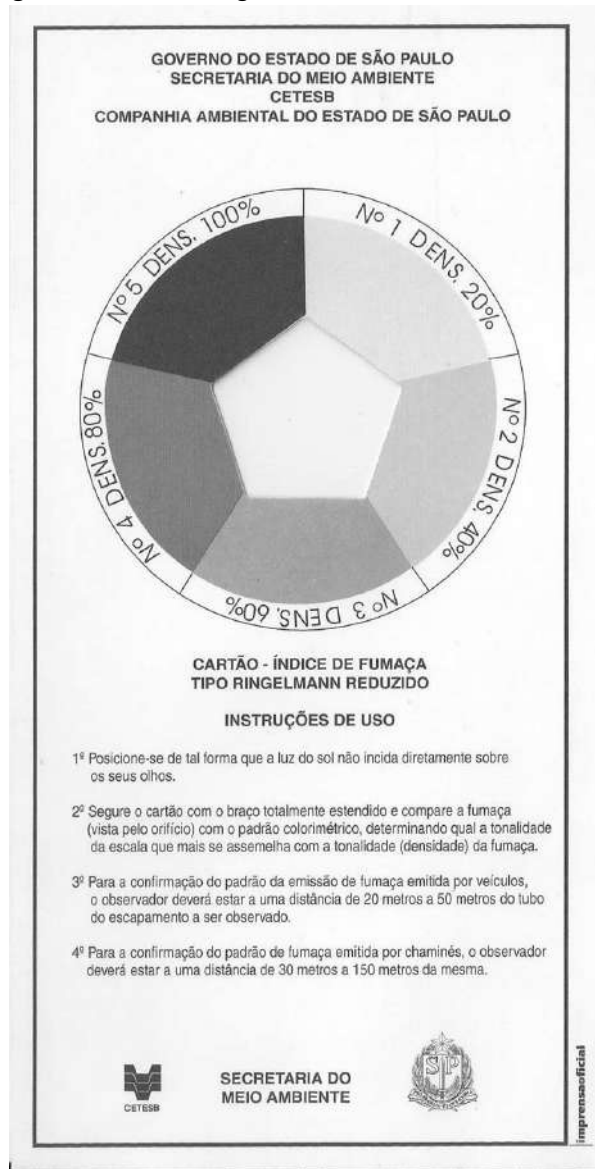 GOVERNO DO ESTADO DE SÃO PAULO
SECRETARIA DO MEIO AMBIENTE
CETESB
COMPANHIA AMBIENTAL DO ESTADO DE SÃO PAULO
Nº 1 DENS. 20%
Nº 2 DENS. 40%
Nº 3 DENS. 60%
Nº 4 DENS. 80%
Nº 5 DENS. 100%
CARTÃO - ÍNDICE DE FUMAÇA
TIPO RINGELMANN REDUZIDO
INSTRUÇÕES DE USO
1º Posicione-se de tal forma que a luz do sol não incida diretamente sobre
os seus olhos.
2º Segure o cartão com o braço totalmente estendido e compare a fumaça
(vista pelo orifício) com o padrão colorimétrico, determinando qual a tonalidade
da escala que mais se assemelha com a tonalidade (densidade) da fumaça.
3º Para a confirmação do padrão da emissão de fumaça emitida por veículos,
o observador deverá estar a uma distância de 20 metros a 50 metros do tubo
do escapamento a ser observado.
4º Para a confirmação do padrão de fumaça emitida por chaminés, o observador
deverá estar a uma distância de 30 metros a 150 metros da mesma.
CETESB
SECRETARIA DO
MEIO AMBIENTE
SP
imprensaoficial